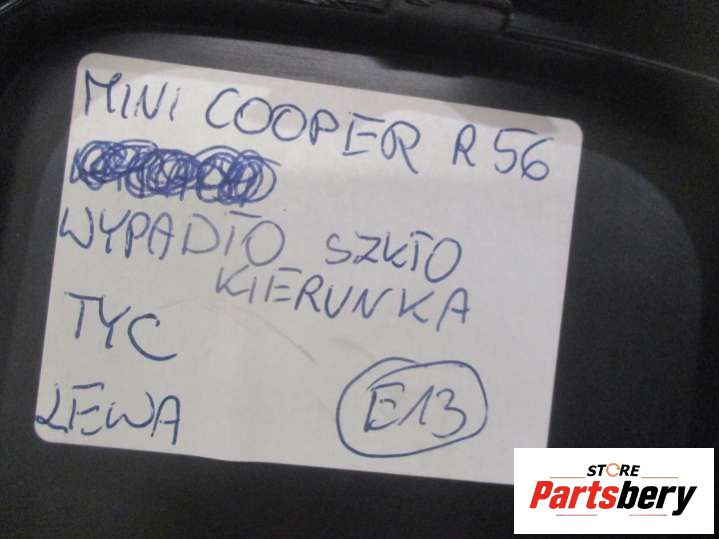 MINI COOPER R56
WYPADŁO SZKŁO
KIERUNKA
TYC
LEWA
E13
STORE
Partsbery